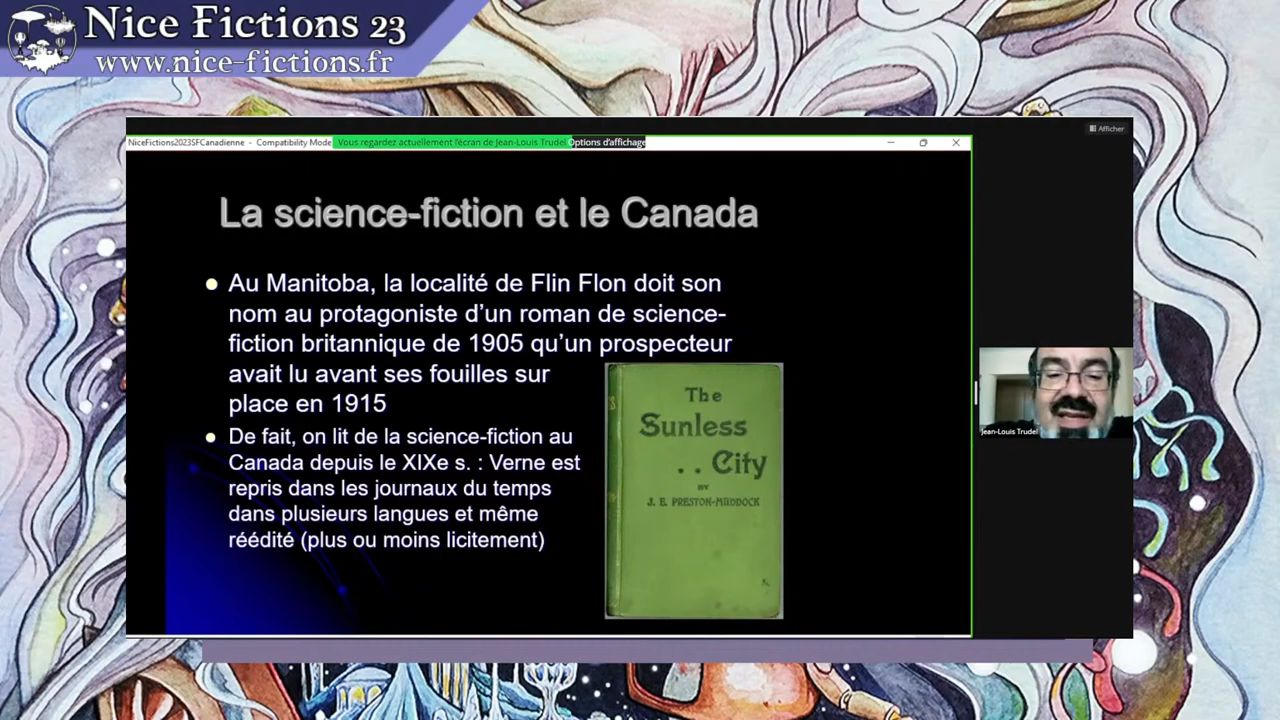 Nice Fictions 23
www.nice-fictions.fr
Afficher
NiceFictions2023SFCanadienne - Compatibility Mode
Vous regardez actuellement l'écran de Jean-Louis Trudel
Options d'affichage
La science-fiction et le Canada
Au Manitoba, la localité de Flin Flon doit son
nom au protagoniste d'un roman de science-
fiction britannique de 1905 qu'un prospecteur
avait lu avant ses fouilles sur
place en 1915
De fait, on lit de la science-fiction au
Canada depuis le XIXe s. : Verne est
repris dans les journaux du temps
dans plusieurs langues et même
réédité (plus ou moins licitement)
The
Sunless
. . City
BY
J. E. PRESTON-MUDDOCK
Jean-Louis Trudel